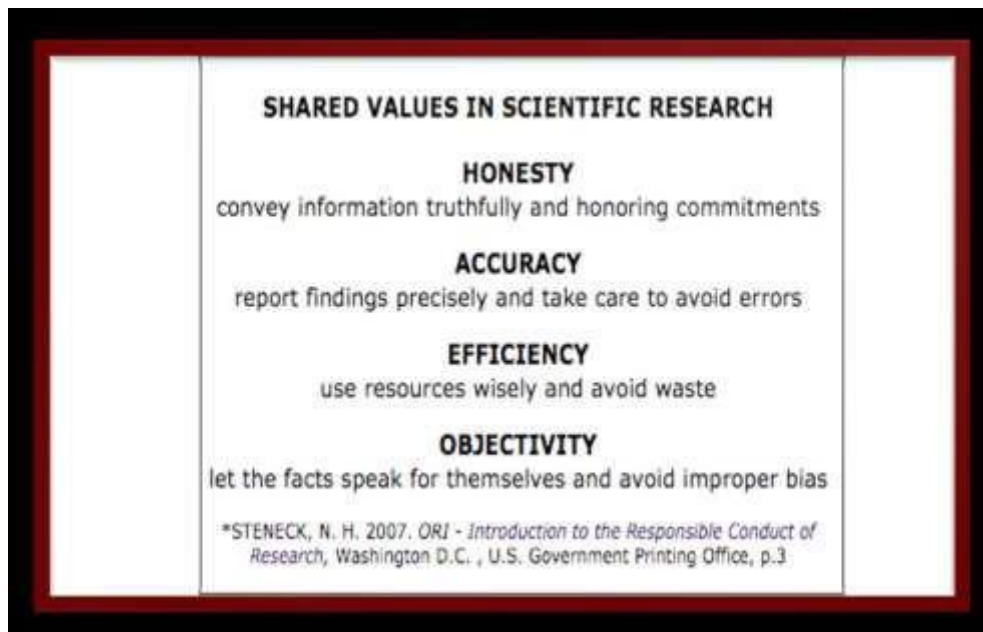 SHARED VALUES IN SCIENTIFIC RESEARCH
HONESTY
convey information truthfully and honoring commitments
ACCURACY
report findings precisely and take care to avoid errors
EFFICIENCY
use resources wisely and avoid waste
OBJECTIVITY
let the facts speak for themselves and avoid improper bias
*STENECK, N. H. 2007. ORI - Introduction to the Responsible Conduct of
Research, Washington D.C. , U.S. Government Printing Office, p.3